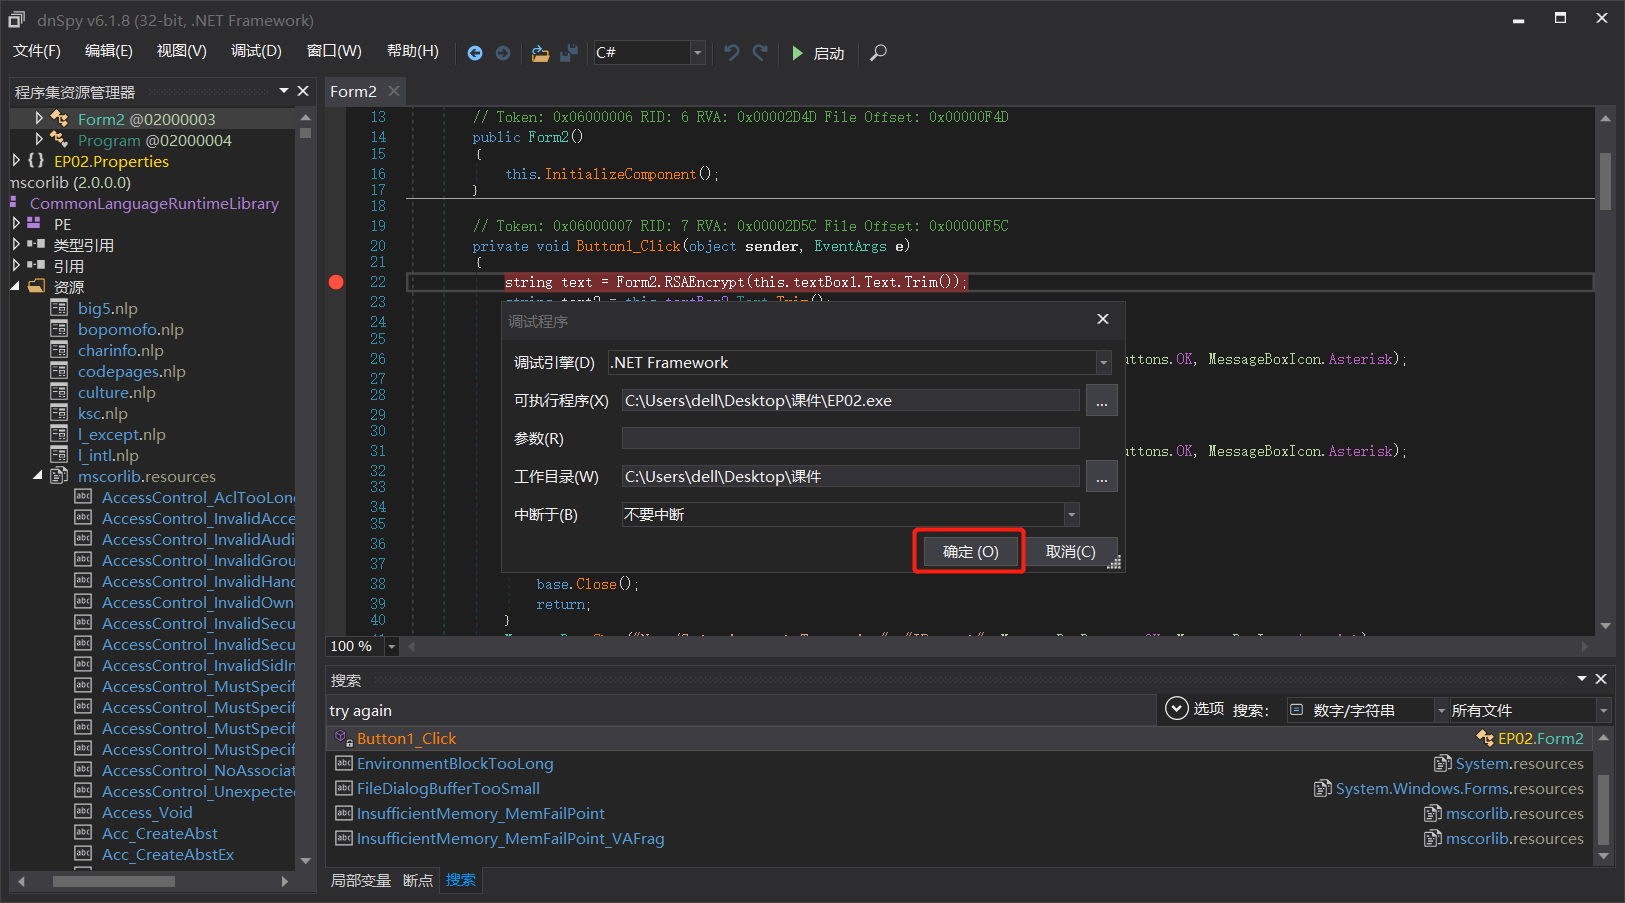 dnSpy v6.1.8 (32-bit, .NET Framework)
文件(F) 编辑(E) 视图(V) 调试(D) 窗口(W) 帮助(H) C# 启动
程序集资源管理器
Form2 @02000003
Program @02000004
EP02.Properties
mscorlib (2.0.0.0)
CommonLanguageRuntimeLibrary
PE
类型引用
引用
资源
big5.nlp
bopomofo.nlp
charinfo.nlp
codepages.nlp
culture.nlp
ksc.nlp
l_except.nlp
l_intl.nlp
mscorlib.resources
AccessControl_AclTooLon
AccessControl_InvalidAcce
AccessControl_InvalidAudi
AccessControl_InvalidGrou
AccessControl_InvalidHand
AccessControl_InvalidOwn
AccessControl_InvalidSecu
AccessControl_InvalidSecu
AccessControl_InvalidSidIn
AccessControl_MustSpecif
AccessControl_MustSpecif
AccessControl_MustSpecif
AccessControl_MustSpecif
AccessControl_NoAssociat
AccessControl_Unexpecte
Access_Void
Acc_CreateAbst
Acc_CreateAbstEx
Form2
13 // Token: 0x06000006 RID: 6 RVA: 0x00002D4D File Offset: 0x00000F4D
14 public Form2()
15 {
16 this.InitializeComponent();
17 }
18
19 // Token: 0x06000007 RID: 7 RVA: 0x00002D5C File Offset: 0x00000F5C
20 private void Button1_Click(object sender, EventArgs e)
21 {
22 string text = Form2.RSAEncrypt(this.textBox1.Text.Trim());
23 string text2 = this.textBox2.Text.Trim();
24
25
26 uttons.OK, MessageBoxIcon.Asterisk);
27
28
29
30
31 uttons.OK, MessageBoxIcon.Asterisk);
32
33
34
35
36
37
38 base.Close();
39 return;
40 }
100 %
调试程序
调试引擎(D) .NET Framework
可执行程序(X) C:\Users\dell\Desktop\课件\EP02.exe ...
参数(R)
工作目录(W) C:\Users\dell\Desktop\课件 ...
中断于(B) 不要中断
确定 (O) 取消(C)
搜索
try again 选项 搜索: 数字/字符串 所有文件
Button1_Click EP02.Form2
EnvironmentBlockTooLong System.resources
FileDialogBufferTooSmall System.Windows.Forms.resources
InsufficientMemory_MemFailPoint mscorlib.resources
InsufficientMemory_MemFailPoint_VAFrag mscorlib.resources
局部变量 断点 搜索